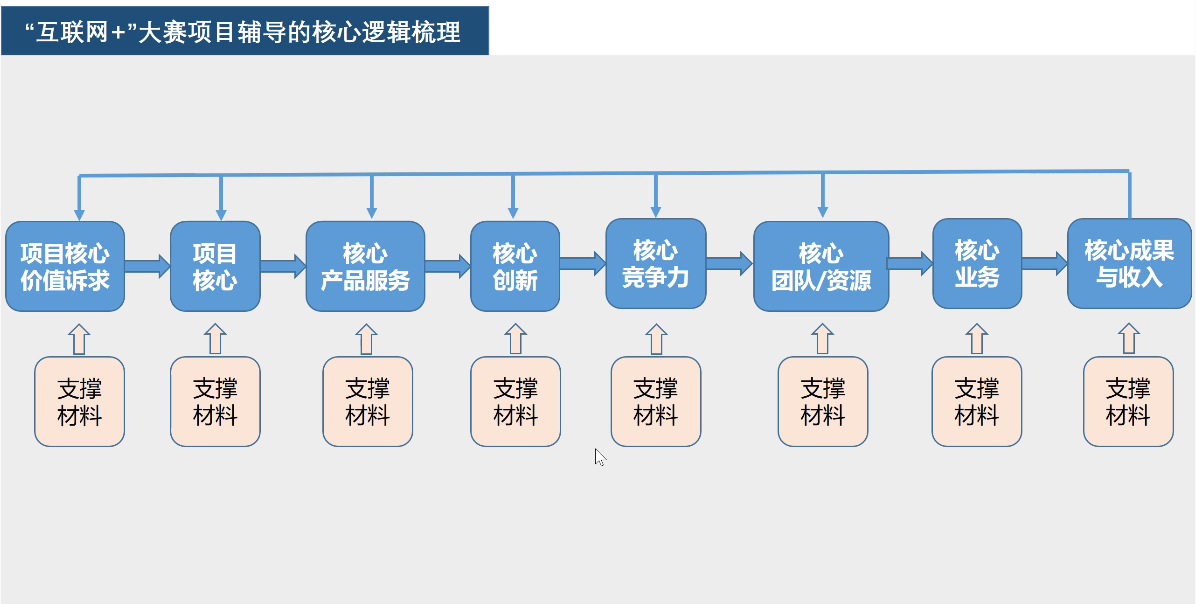 “互联网+”大赛项目辅导的核心逻辑梳理
项目核心
价值诉求
项目
核心
核心
产品服务
核心
创新
核心
竞争力
核心
团队/资源
核心
业务
核心成果
与收入
支撑
材料
支撑
材料
支撑
材料
支撑
材料
支撑
材料
支撑
材料
支撑
材料
支撑
材料